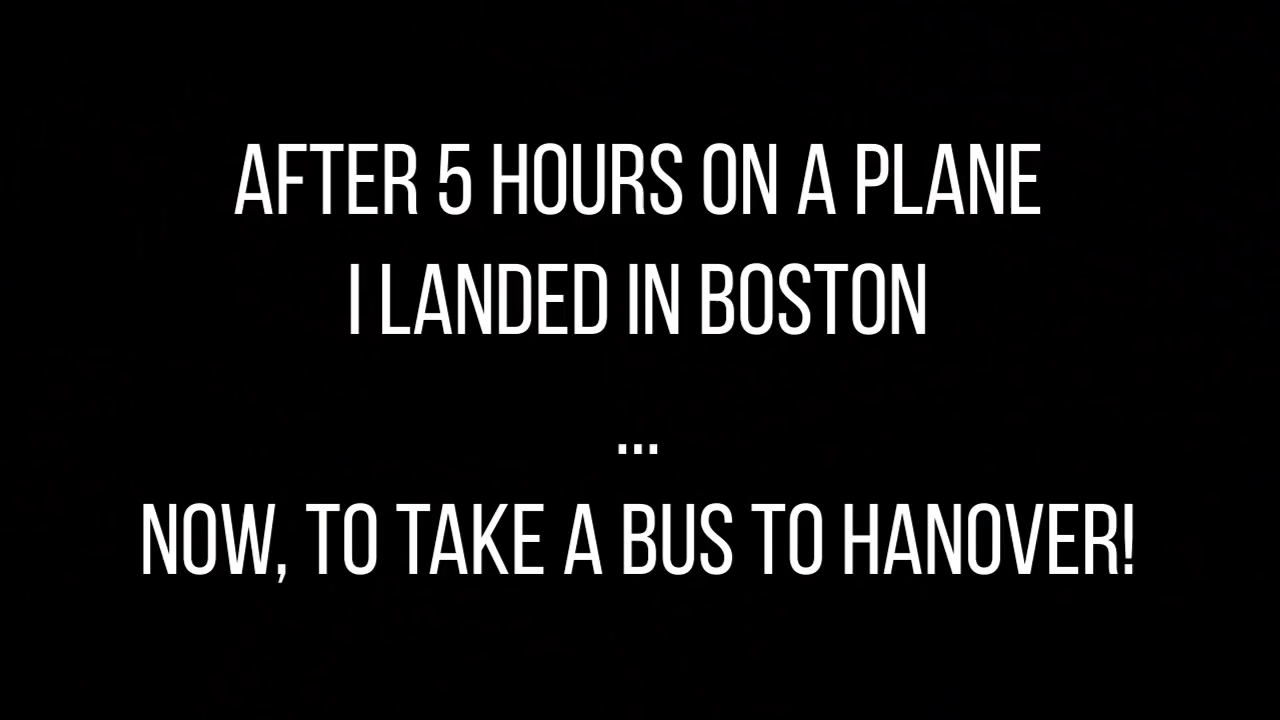 AFTER 5 HOURS ON A PLANE
I LANDED IN BOSTON
...
NOW, TO TAKE A BUS TO HANOVER!